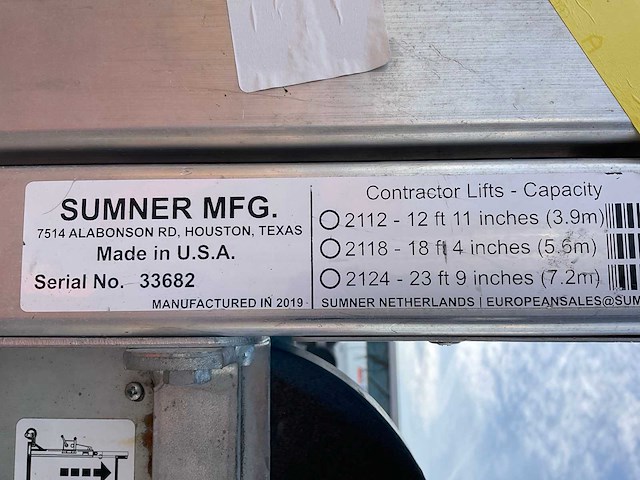 SUMNER MFG.
7514 ALABONSON RD, HOUSTON, TEXAS
Made in U.S.A.
Serial No. 33682
MANUFACTURED IN 2019
Contractor Lifts - Capacity
2112 - 12 ft 11 inches (3.9m)
2118 - 18 ft 4 inches (5.6m)
2124 - 23 ft 9 inches (7.2m)
SUMNER NETHERLANDS | EUROPEANSALES@SUM